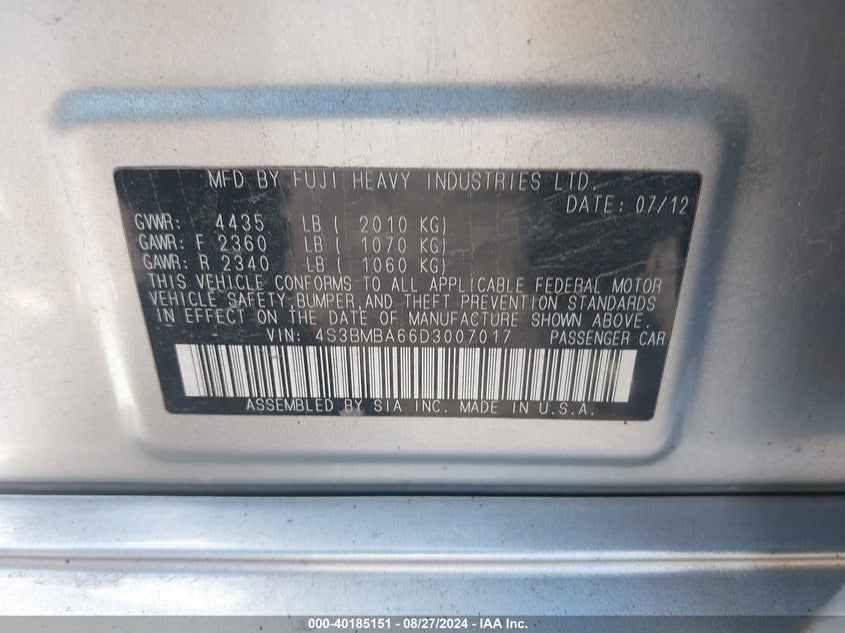 MFD BY FUJI HEAVY INDUSTRIES LTD.
DATE: 07/12
GVWR: 4435 LB ( 2010 KG)
GAWR: F 2360 LB ( 1070 KG)
GAWR: R 2340 LB ( 1060 KG)
THIS VEHICLE CONFORMS TO ALL APPLICABLE FEDERAL MOTOR
VEHICLE SAFETY, BUMPER, AND THEFT PREVENTION STANDARDS
IN EFFECT ON THE DATE OF MANUFACTURE SHOWN ABOVE.
- - VIN: 4S3BMBA66D3007017 PASSENGER CAR
ASSEMBLED BY SIA INC. MADE IN U.S.A.
000-40185151 - 08/27/2024 - IAA Inc.